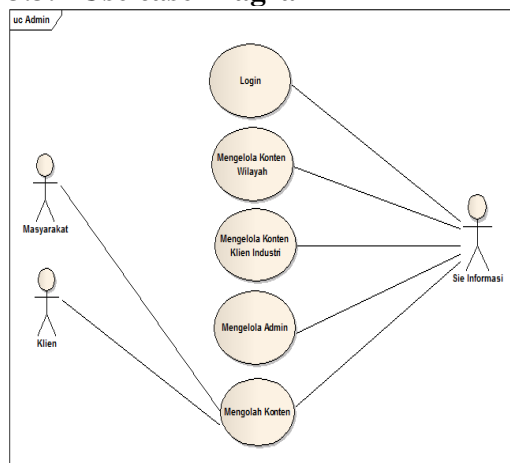 uc Admin
Login
Mengelola Konten
Wilayah
Mengelola Konten
Klien Industri
Mengelola Admin
Mengolah Konten
Masyarakat
Klien
Sie Informasi